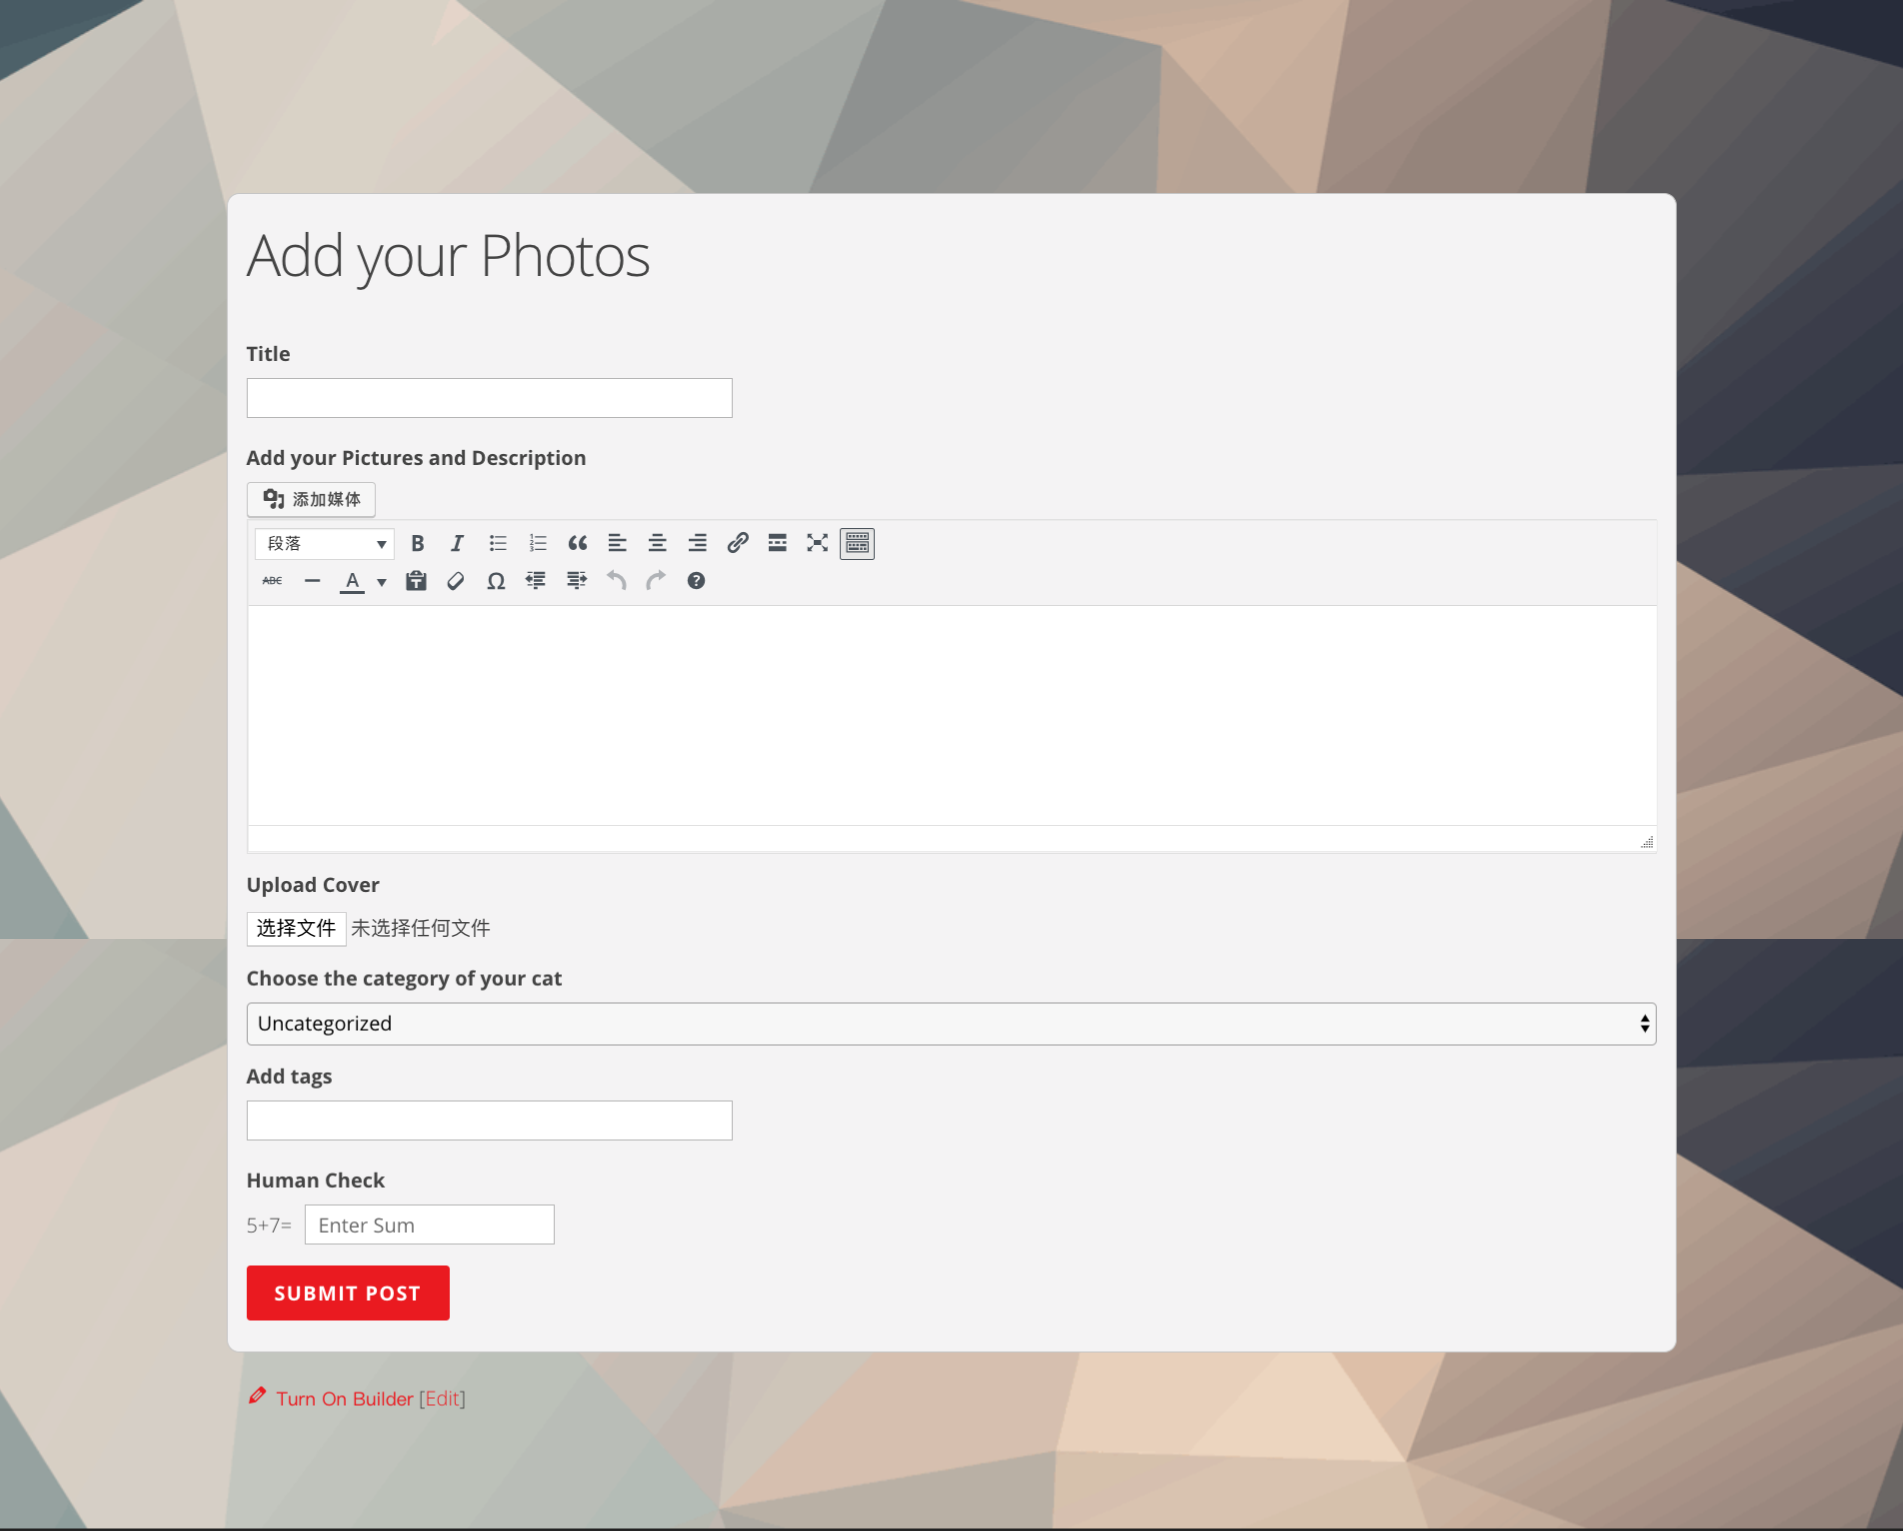 Add your Photos
Title
Add your Pictures and Description
添加媒体
段落 B I
ABC A Ω
Upload Cover
选择文件 未选择任何文件
Choose the category of your cat
Uncategorized
Add tags
Human Check
5+7= Enter Sum
SUBMIT POST
Turn On Builder [Edit]